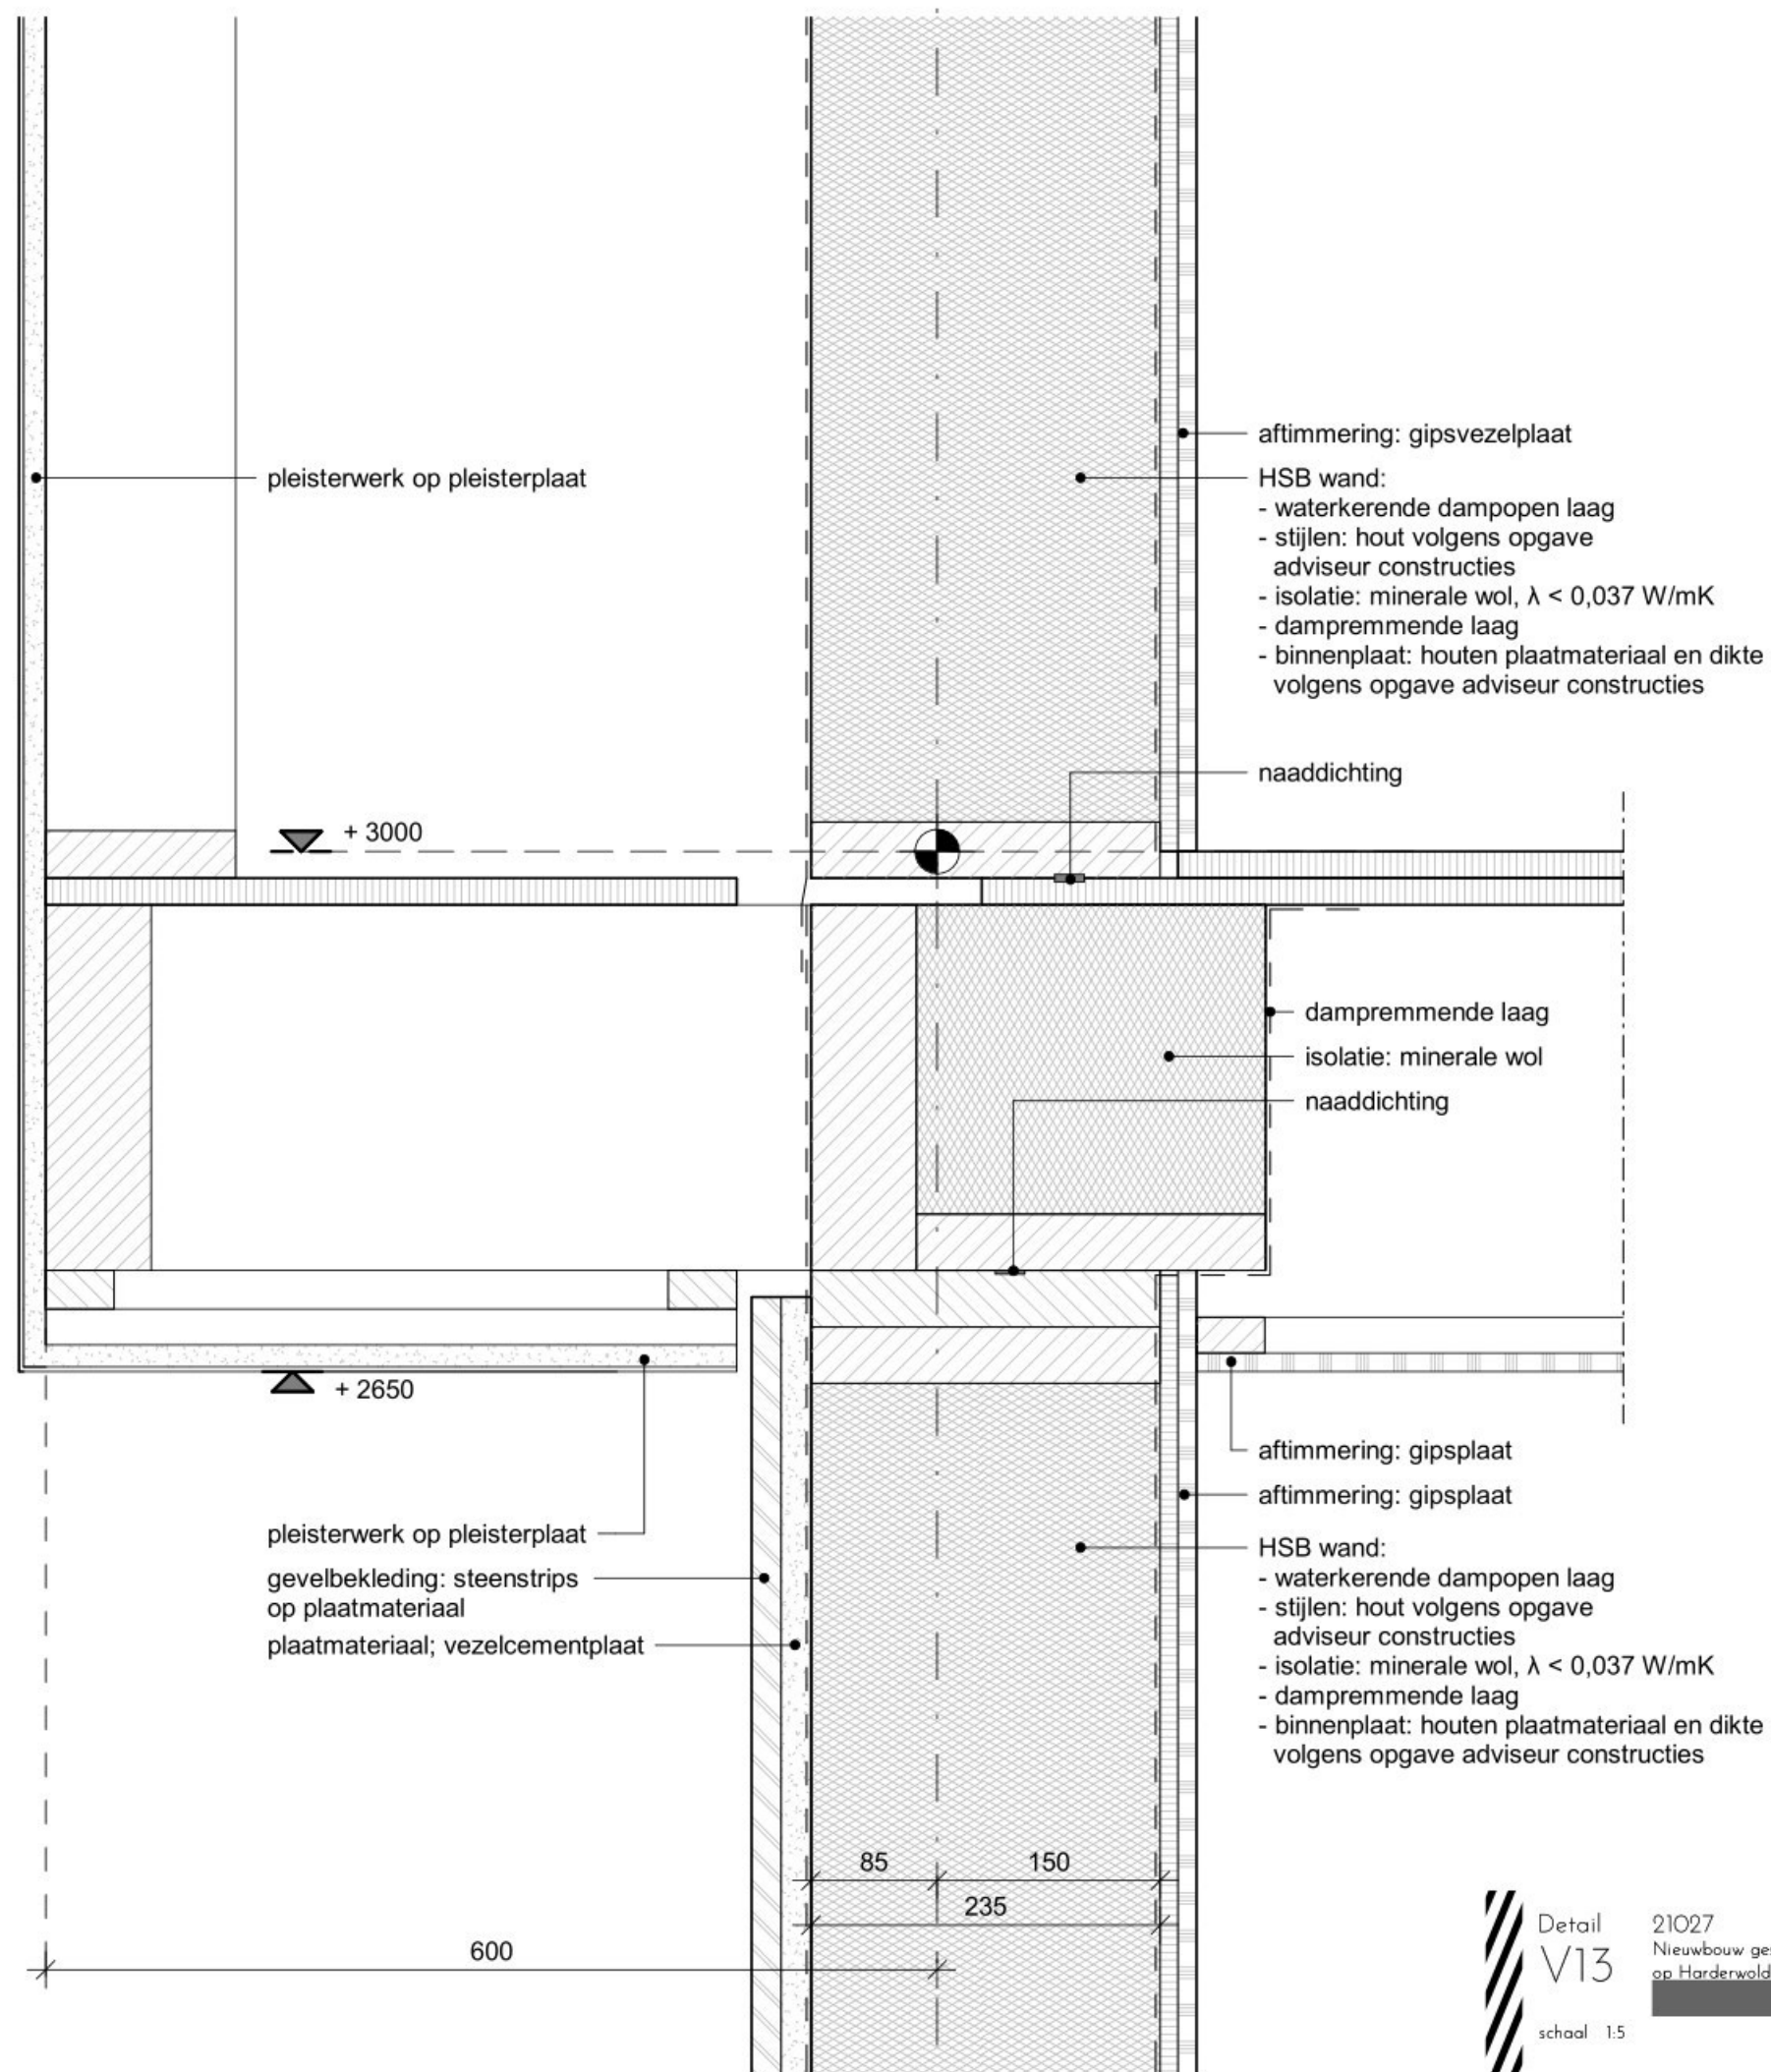 aftimmering: gipsvezelplaat
pleisterwerk op pleisterplaat
HSB wand:
- waterkerende dampopen laag
- stijlen: hout volgens opgave
adviseur constructies
- isolatie: minerale wol, λ < 0,037 W/mK
- dampremmende laag
- binnenplaat: houten plaatmateriaal en dikte
volgens opgave adviseur constructies
naaddichting
+ 3000
dampremmende laag
isolatie: minerale wol
naaddichting
+ 2650
aftimmering: gipsplaat
aftimmering: gipsplaat
pleisterwerk op pleisterplaat
gevelbekleding: steenstrips
op plaatmateriaal
plaatmateriaal; vezelcementplaat
HSB wand:
- waterkerende dampopen laag
- stijlen: hout volgens opgave
adviseur constructies
- isolatie: minerale wol, λ < 0,037 W/mK
- dampremmende laag
- binnenplaat: houten plaatmateriaal en dikte
volgens opgave adviseur constructies
85
150
235
600
Detail
V13
schaal 1:5
21027
Nieuwbouw
op Harderwold